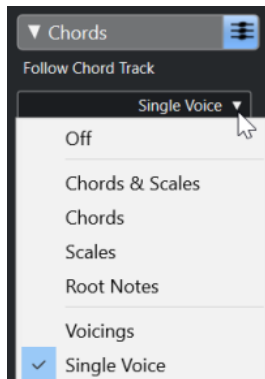 Chords
Follow Chord Track
Single Voice
Off
Chords & Scales
Chords
Scales
Root Notes
Voicings
Single Voice